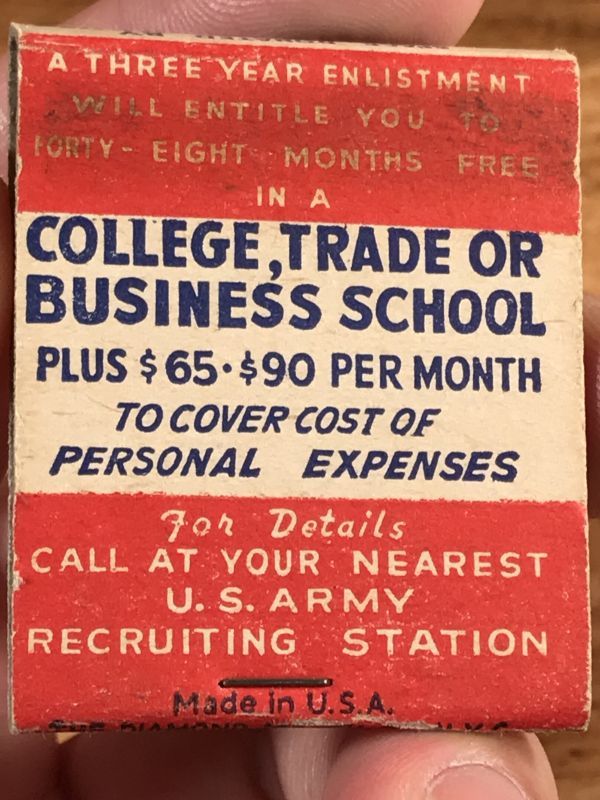 A THREE YEAR ENLISTMENT
WILL ENTITLE YOU TO
FORTY-EIGHT MONTHS FREE
IN A
COLLEGE, TRADE OR
BUSINESS SCHOOL
PLUS $65·$90 PER MONTH
TO COVER COST OF
PERSONAL EXPENSES
For Details
CALL AT YOUR NEAREST
U. S. ARMY
RECRUITING STATION
Made in U.S.A.
THE DIAMOND N.Y.C.